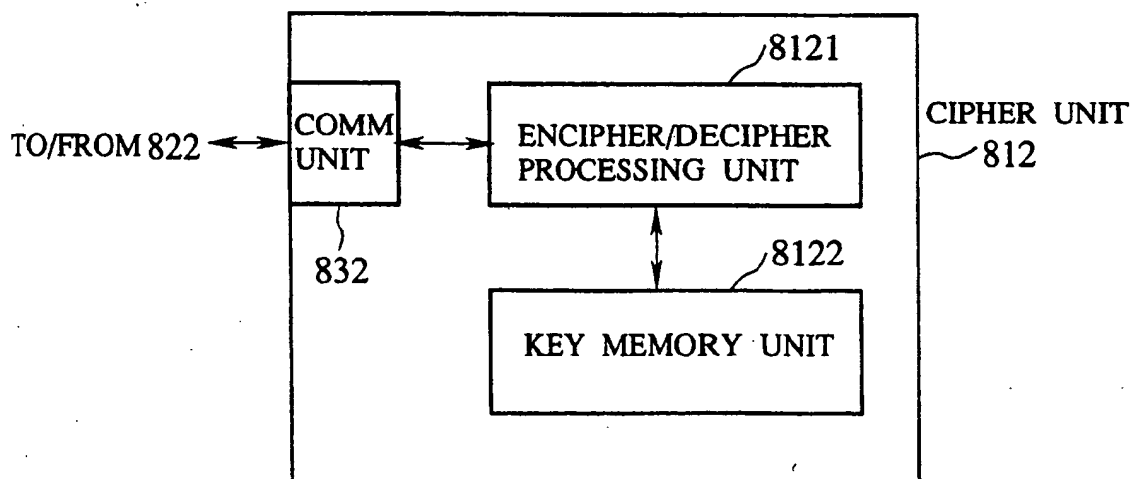 8121
COMM
UNIT
TO/FROM 822
ENCIPHER/DECIPHER
PROCESSING UNIT
CIPHER UNIT
812
832
8122
KEY MEMORY UNIT